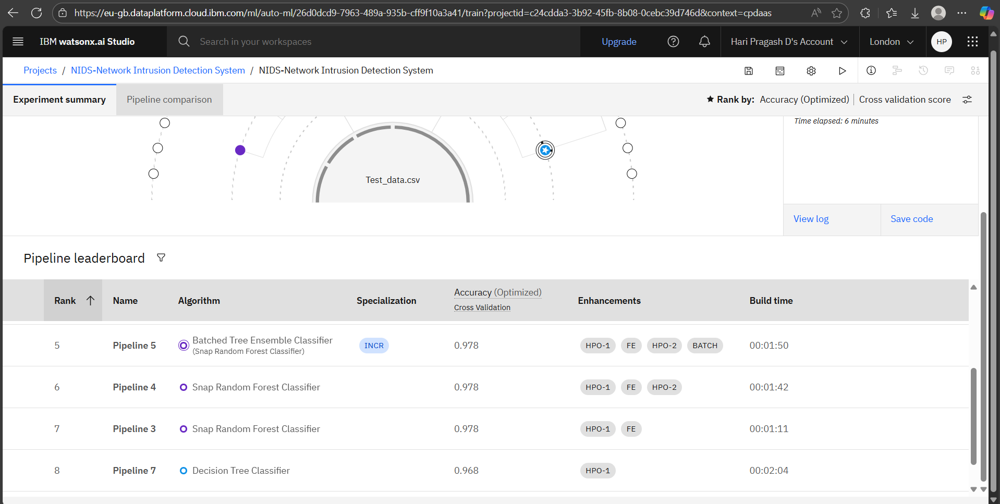 https://eu-gb.dataplatform.cloud.ibm.com/ml/auto-ml/26d0dcd9-7963-489a-935b-cff9f10a3a41/train?projectid=c24cdda3-3b92-45fb-8b08-0cebc39d746d&context=cpdaas
IBM watsonx.ai Studio
Search in your workspaces
Upgrade
Hari Pragash D's Account
London
HP
Projects / NIDS-Network Intrusion Detection System / NIDS-Network Intrusion Detection System
Experiment summary
Pipeline comparison
Rank by: Accuracy (Optimized) | Cross validation score
Time elapsed: 6 minutes
Test_data.csv
View log
Save code
Pipeline leaderboard
Rank Name Algorithm Specialization Accuracy (Optimized) Enhancements Build time
Cross Validation
5 Pipeline 5 Batched Tree Ensemble Classifier INCR 0.978 HPO-1 FE HPO-2 BATCH 00:01:50
(Snap Random Forest Classifier)
6 Pipeline 4 Snap Random Forest Classifier 0.978 HPO-1 FE HPO-2 00:01:42
7 Pipeline 3 Snap Random Forest Classifier 0.978 HPO-1 FE 00:01:11
8 Pipeline 7 Decision Tree Classifier 0.968 HPO-1 00:02:04